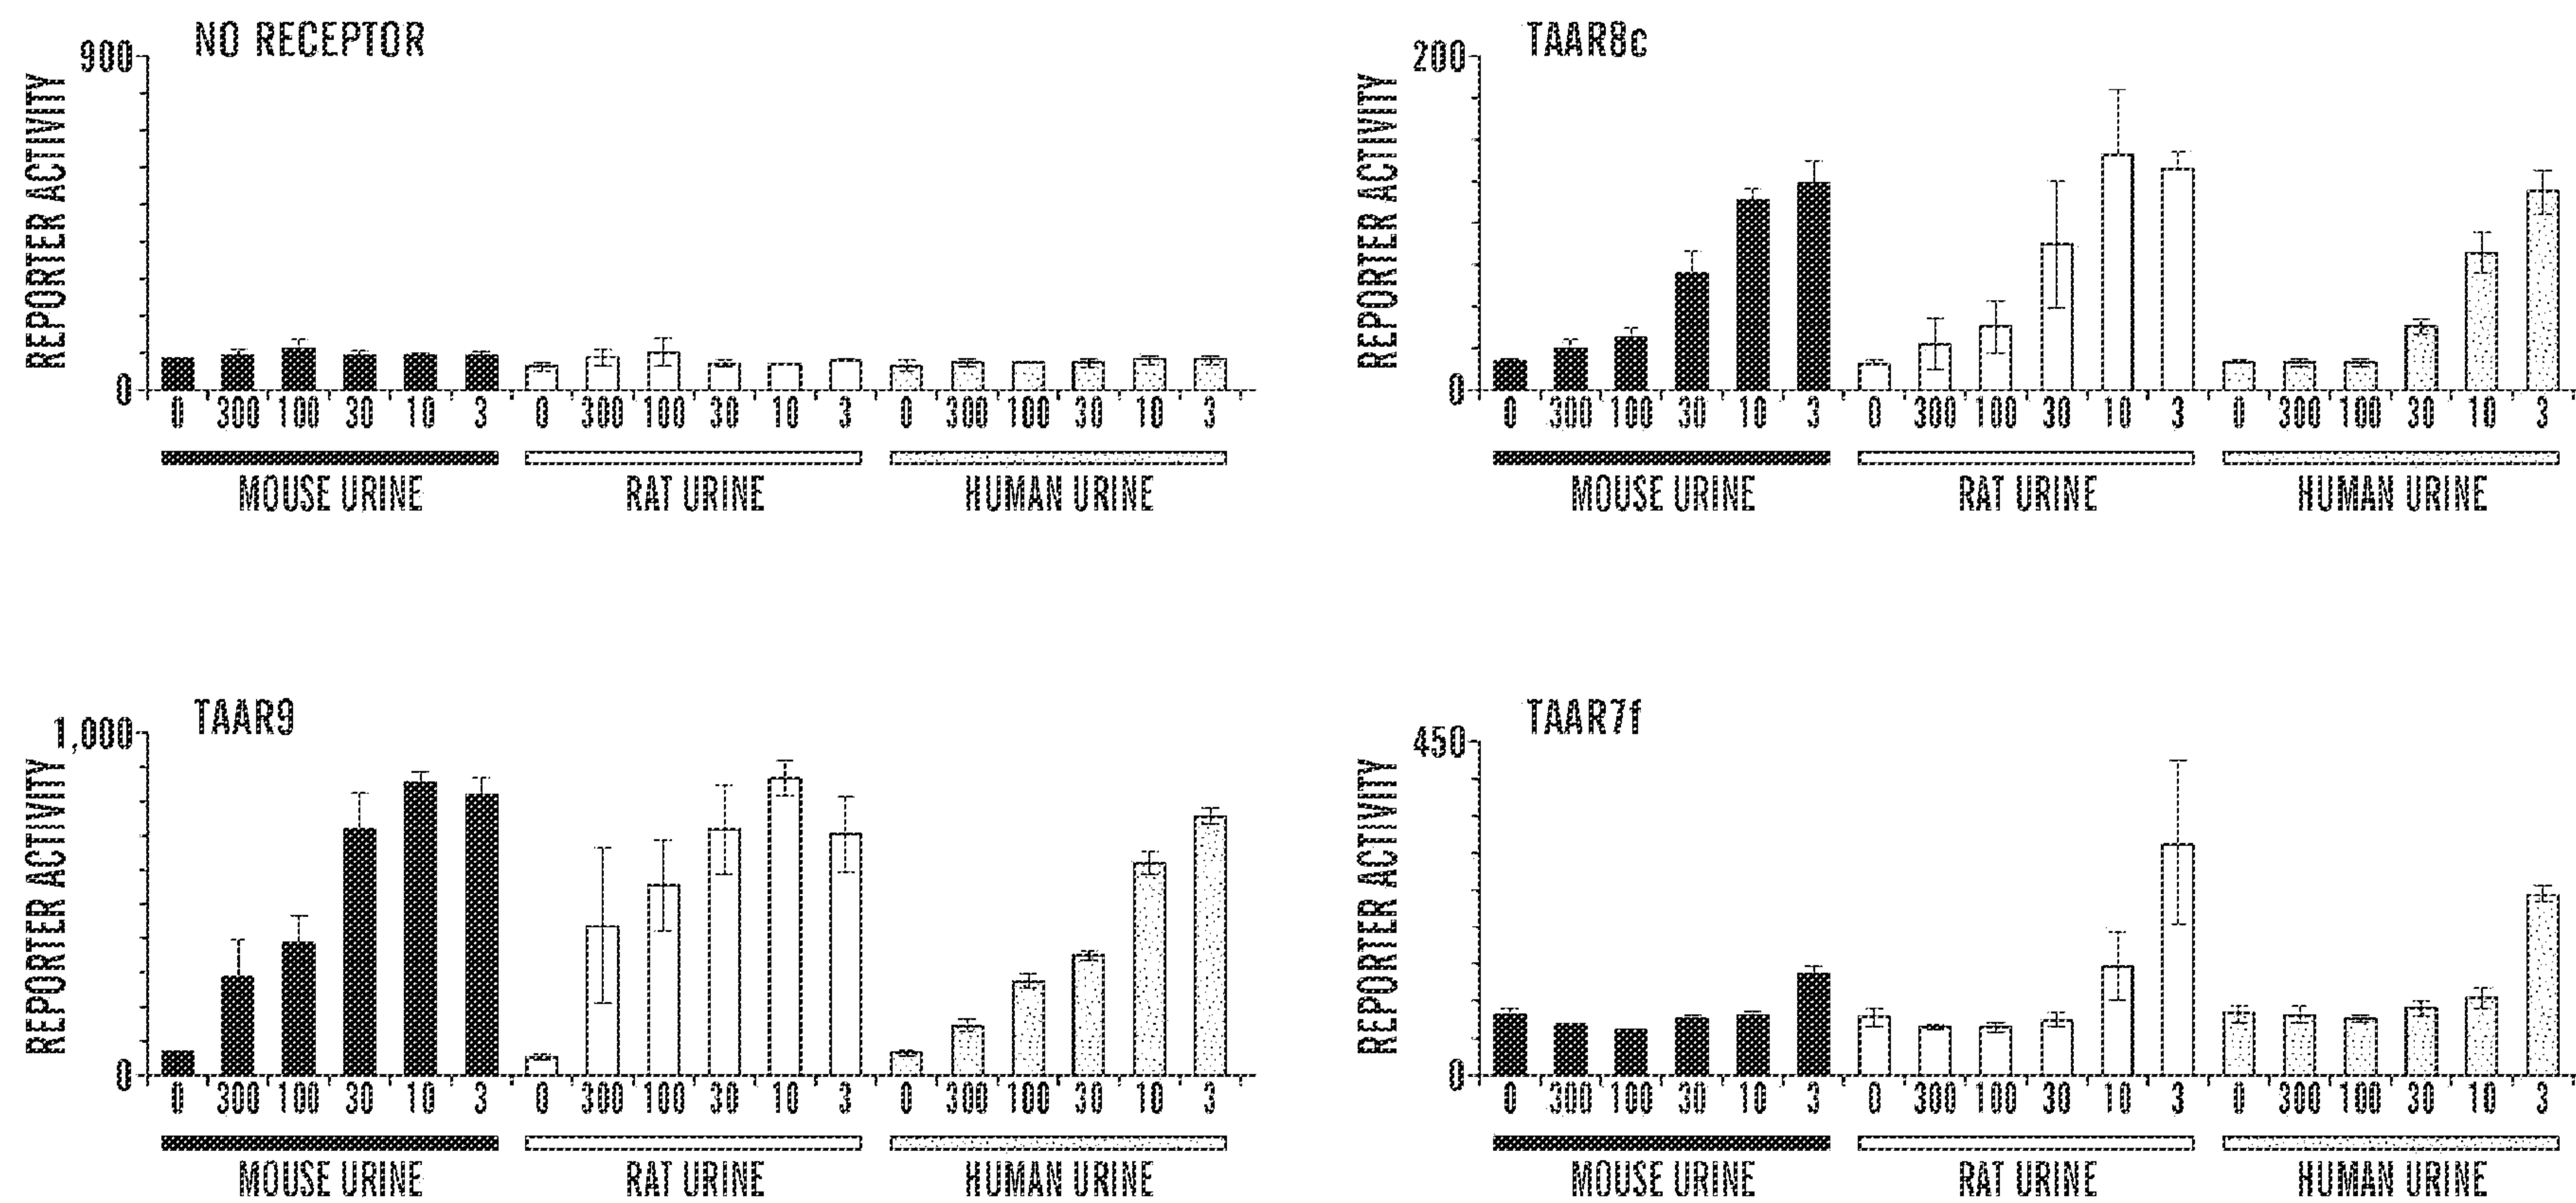 NO RECEPTOR
900
REPORTER ACTIVITY
0
0 300 100 30 10 3 0 300 100 30 10 3 0 300 100 30 10 3
MOUSE URINE RAT URINE HUMAN URINE
TAAR8c
200
REPORTER ACTIVITY
0
0 300 100 30 10 3 0 300 100 30 10 3 0 300 100 30 10 3
MOUSE URINE RAT URINE HUMAN URINE
TAAR9
1,000
REPORTER ACTIVITY
0
0 300 100 30 10 3 0 300 100 30 10 3 0 300 100 30 10 3
MOUSE URINE RAT URINE HUMAN URINE
TAAR7f
450
REPORTER ACTIVITY
0
0 300 100 30 10 3 0 300 100 30 10 3 0 300 100 30 10 3
MOUSE URINE RAT URINE HUMAN URINE